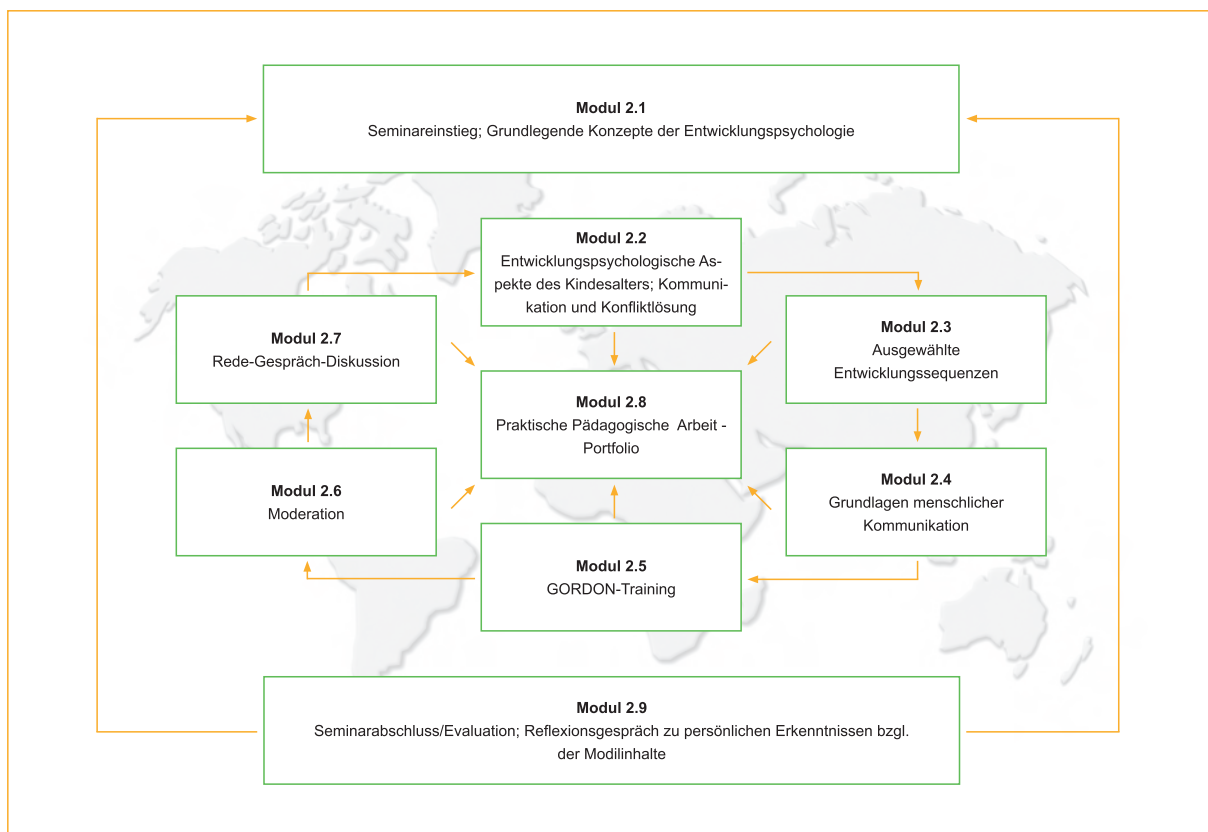 Modul 2.1
Seminareinstieg; Grundlegende Konzepte der Entwicklungspsychologie
Modul 2.2
Entwicklungspsychologische As-
pekte des Kindesalters; Kommuni-
kation und Konfliktlösung
Modul 2.7
Rede-Gespräch-Diskussion
Modul 2.3
Ausgewählte
Entwicklungssequenzen
Modul 2.8
Praktische Pädagogische Arbeit -
Portfolio
Modul 2.6
Moderation
Modul 2.4
Grundlagen menschlicher
Kommunikation
Modul 2.5
GORDON-Training
Modul 2.9
Seminarabschluss/Evaluation; Reflexionsgespräch zu persönlichen Erkenntnissen bzgl.
der Modilinhalte